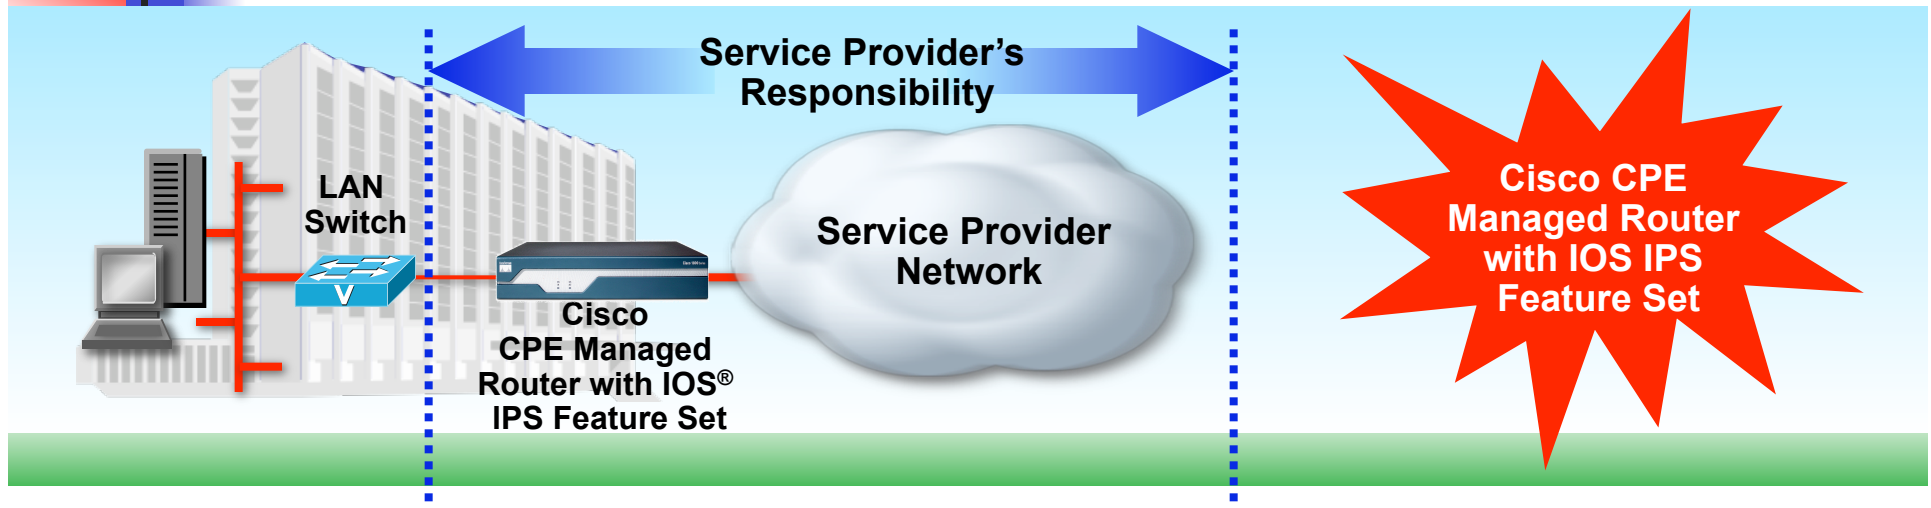 Service Provider’s
Responsibility
LAN
Switch
V
Cisco
CPE Managed
Router with IOS®
IPS Feature Set
Service Provider
Network
Cisco CPE
Managed Router
with IOS IPS
Feature Set